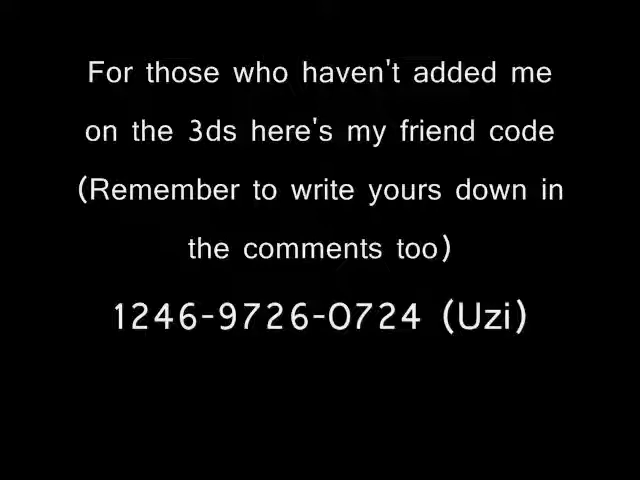 For those who haven't added me
on the 3ds here's my friend code
(Remember to write yours down in
the comments too)
1246-9726-0724 (Uzi)